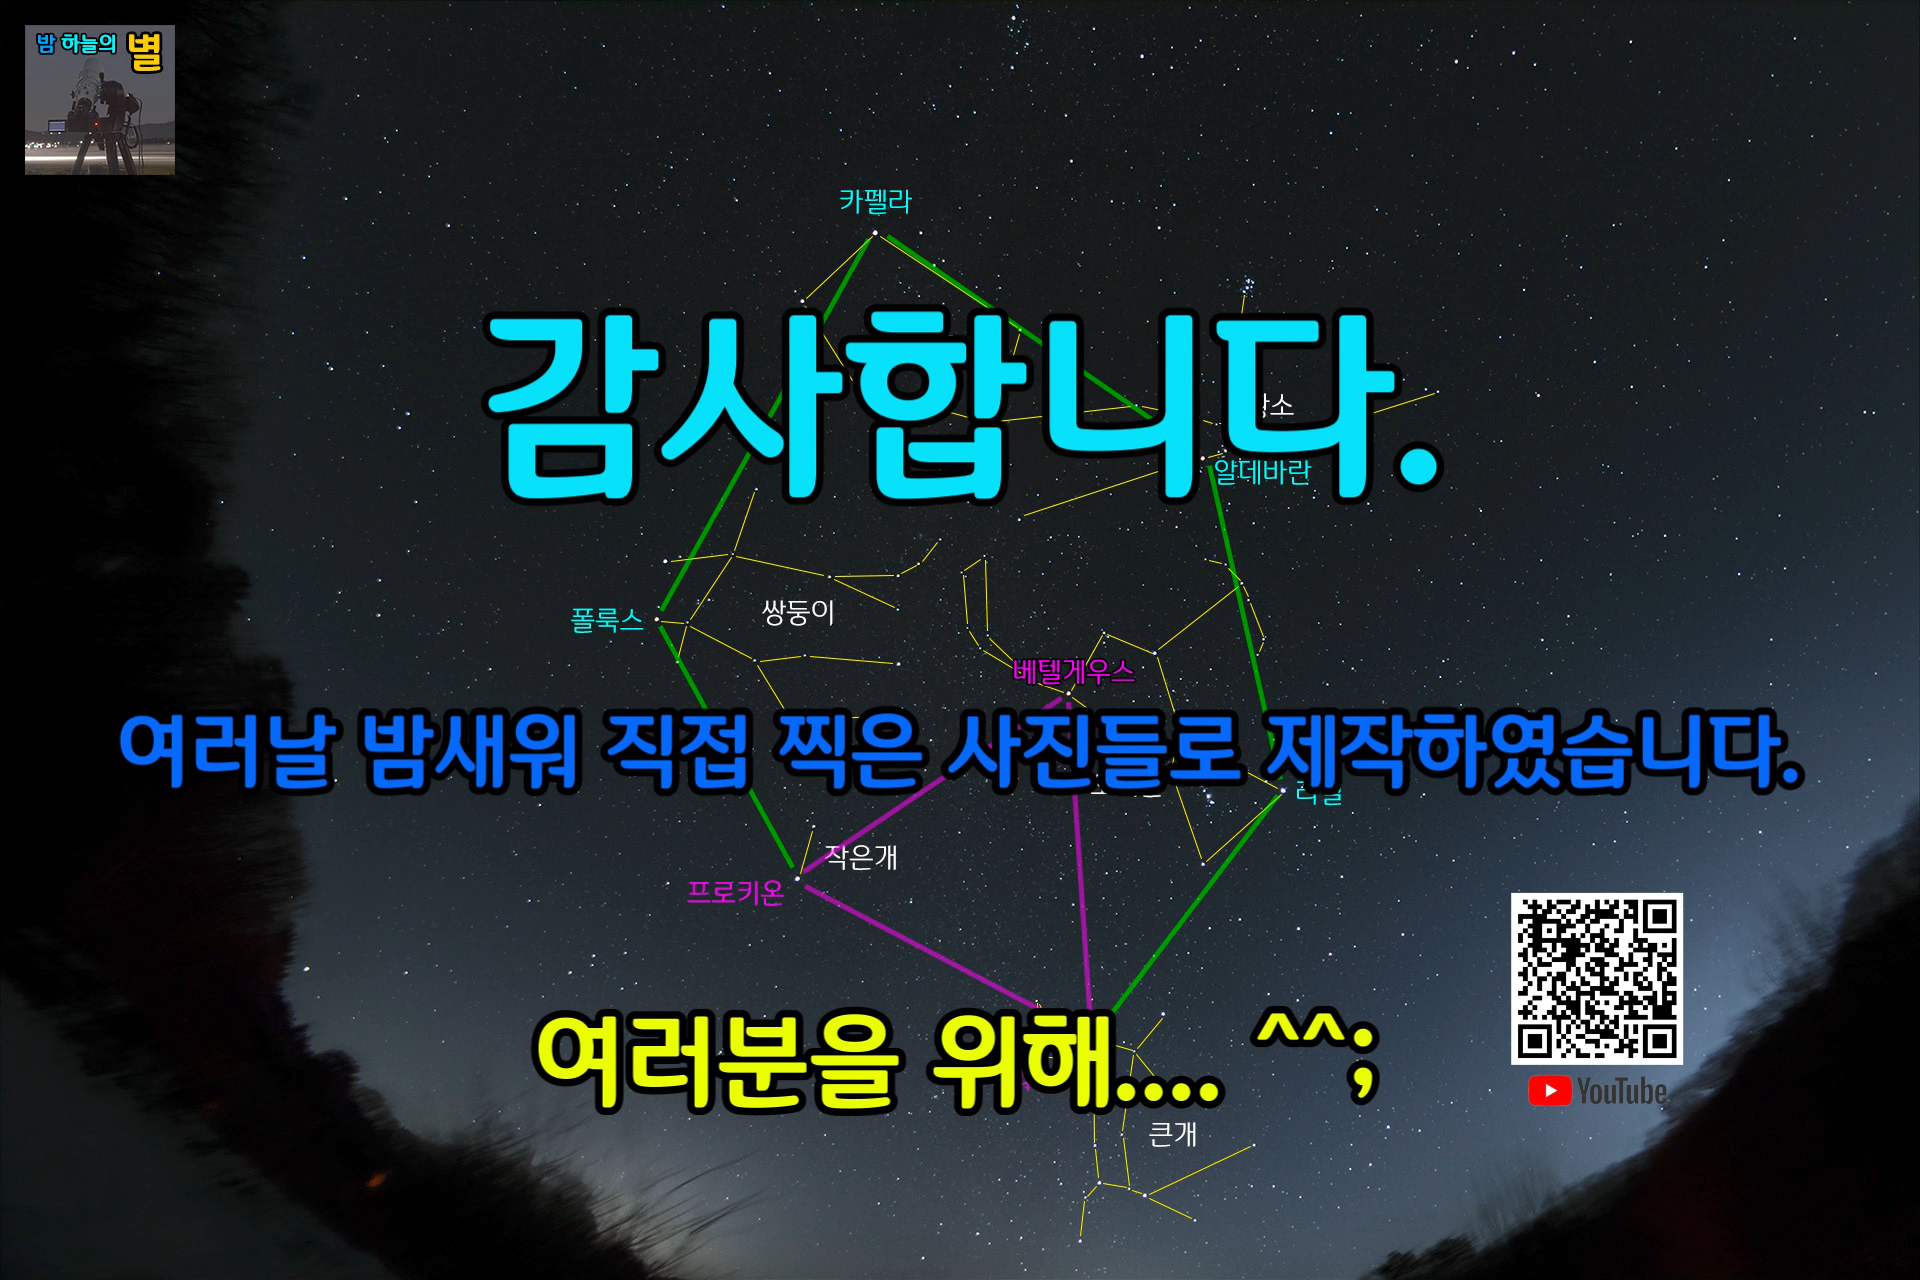 밤 하늘의 별
카펠라
감사합니다.
알데바란
폴룩스
쌍둥이
베텔게우스
여러날 밤새워 직접 찍은 사진들로 제작하였습니다.
작은개
프로키온
여러분을 위해.... ^^;
YouTube
큰개